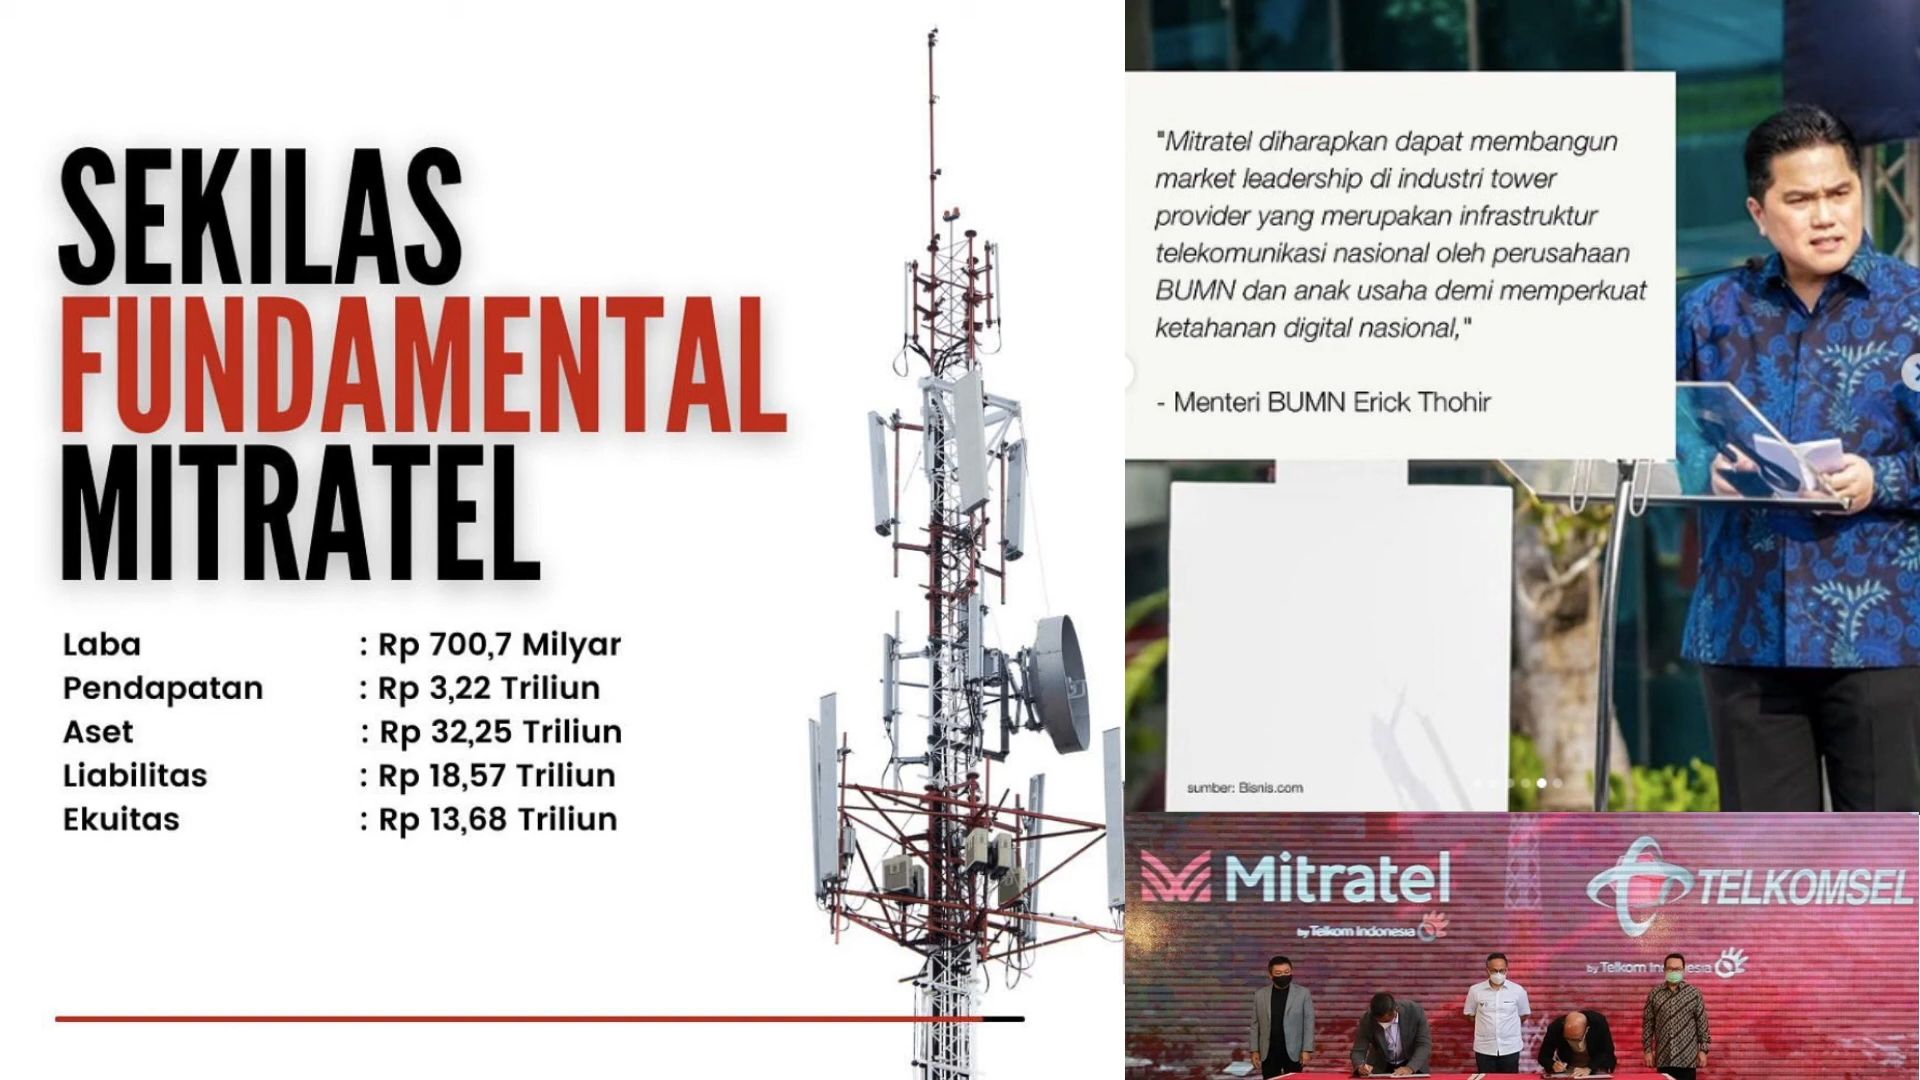 SEKILAS
FUNDAMENTAL
MITRATEL
Laba : Rp 700,7 Milyar
Pendapatan : Rp 3,22 Triliun
Aset : Rp 32,25 Triliun
Liabilitas : Rp 18,57 Triliun
Ekuitas : Rp 13,68 Triliun
"Mitratel diharapkan dapat membangun
market leadership di industri tower
provider yang merupakan infrastruktur
telekomunikasi nasional oleh perusahaan
BUMN dan anak usaha demi memperkuat
ketahanan digital nasional,"
- Menteri BUMN Erick Thohir
sumber: Bisnis.com
Mitratel
by Telkom Indonesia
TELKOMSEL
by Telkom Indonesia